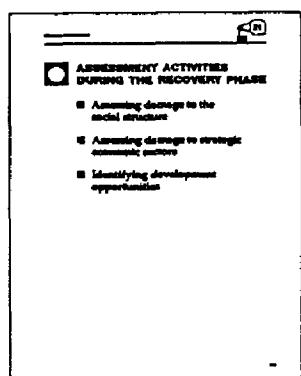 ASSESSMENT ACTIVITIES
DURING THE RECOVERY PHASE
Assessing damage to the
social structure
Assessing damage to strategic
economic sectors
Identifying development
opportunities